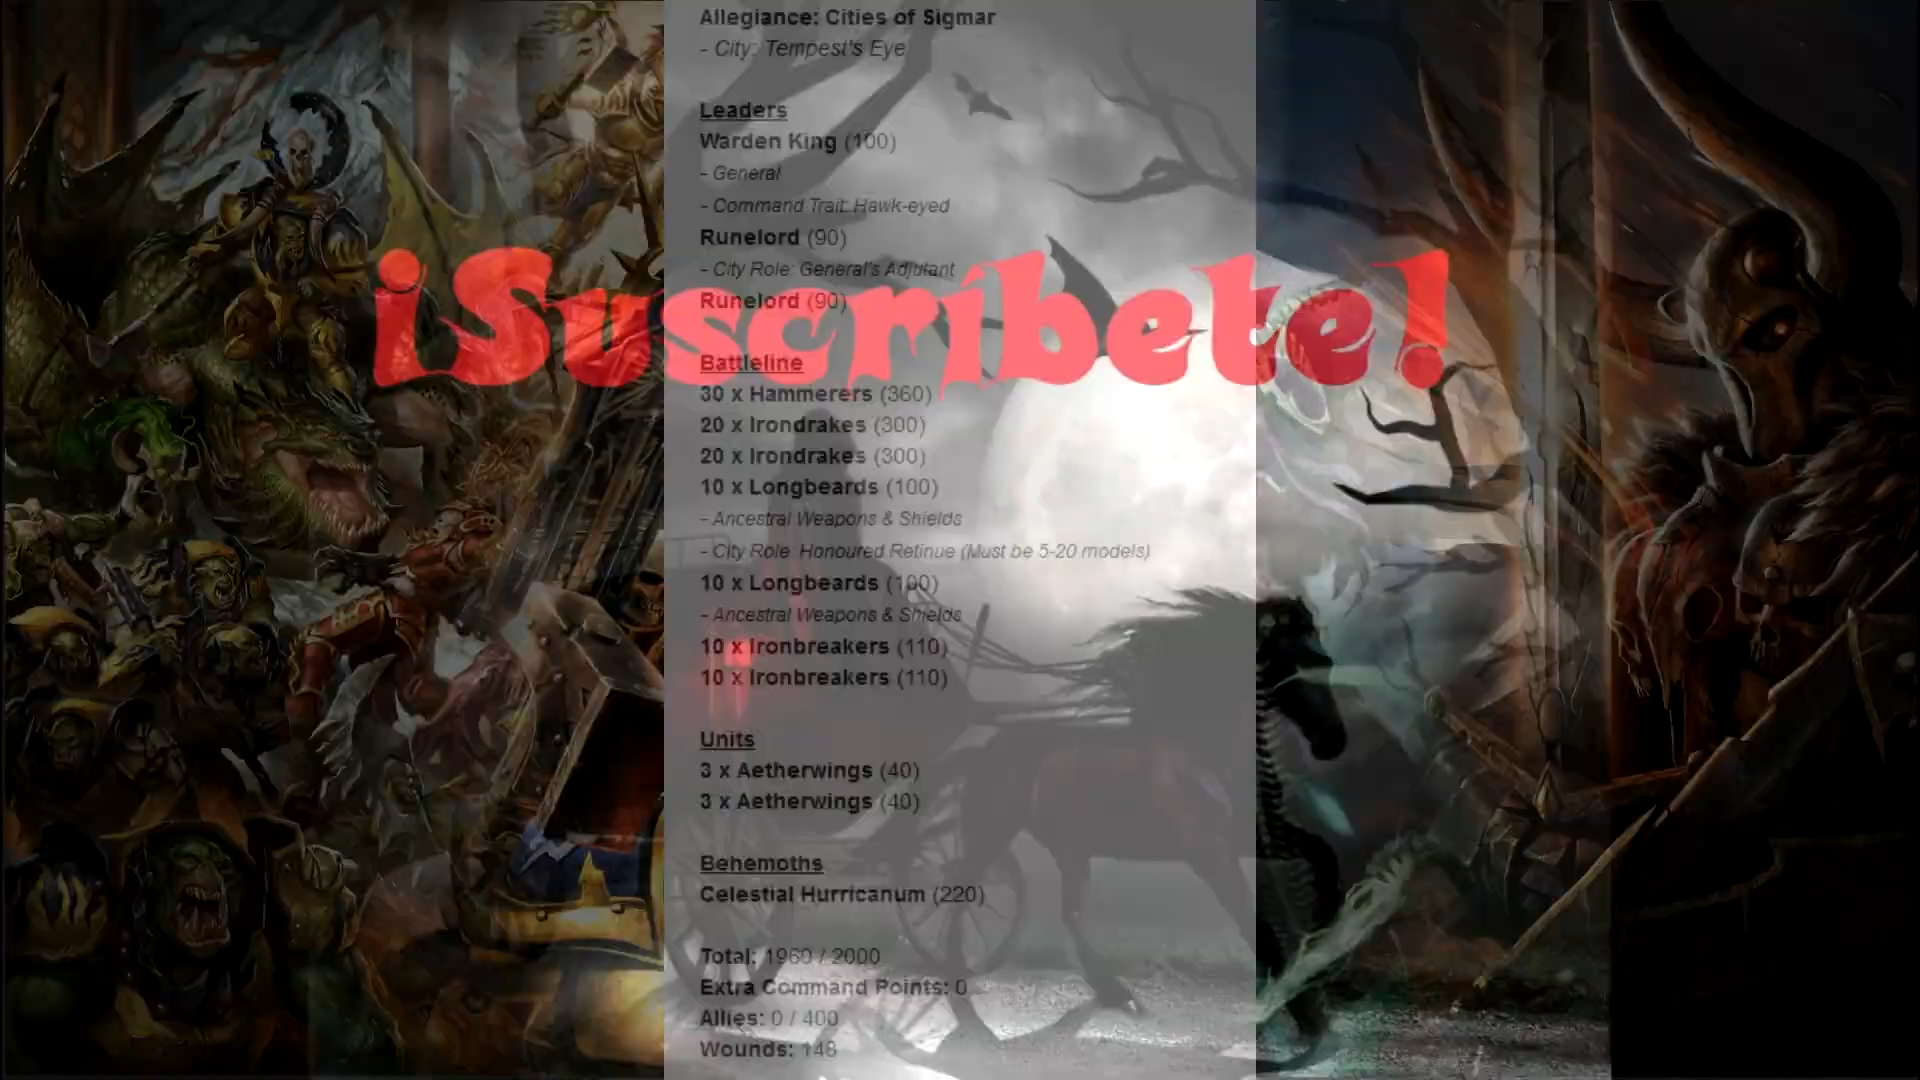 Allegiance: Cities of Sigmar
- City: Tempest's Eye
Leaders
Warden King (100)
- General
- Command Trait: Hawk-eyed
Runelord (90)
- City Role: General's Adjutant
Runelord (90)
¡Suscríbete!
Battleline
30 x Hammerers (360)
20 x Irondrakes (300)
20 x Irondrakes (300)
10 x Longbeards (100)
- Ancestral Weapons & Shields
- City Role: Honoured Retinue (Must be 5-20 models)
10 x Longbeards (100)
- Ancestral Weapons & Shields
10 x Ironbreakers (110)
10 x Ironbreakers (110)
Units
3 x Aetherwings (40)
3 x Aetherwings (40)
Behemoths
Celestial Hurricanum (220)
Total: 1960 / 2000
Extra Command Points: 0
Allies: 0 / 400
Wounds: 148